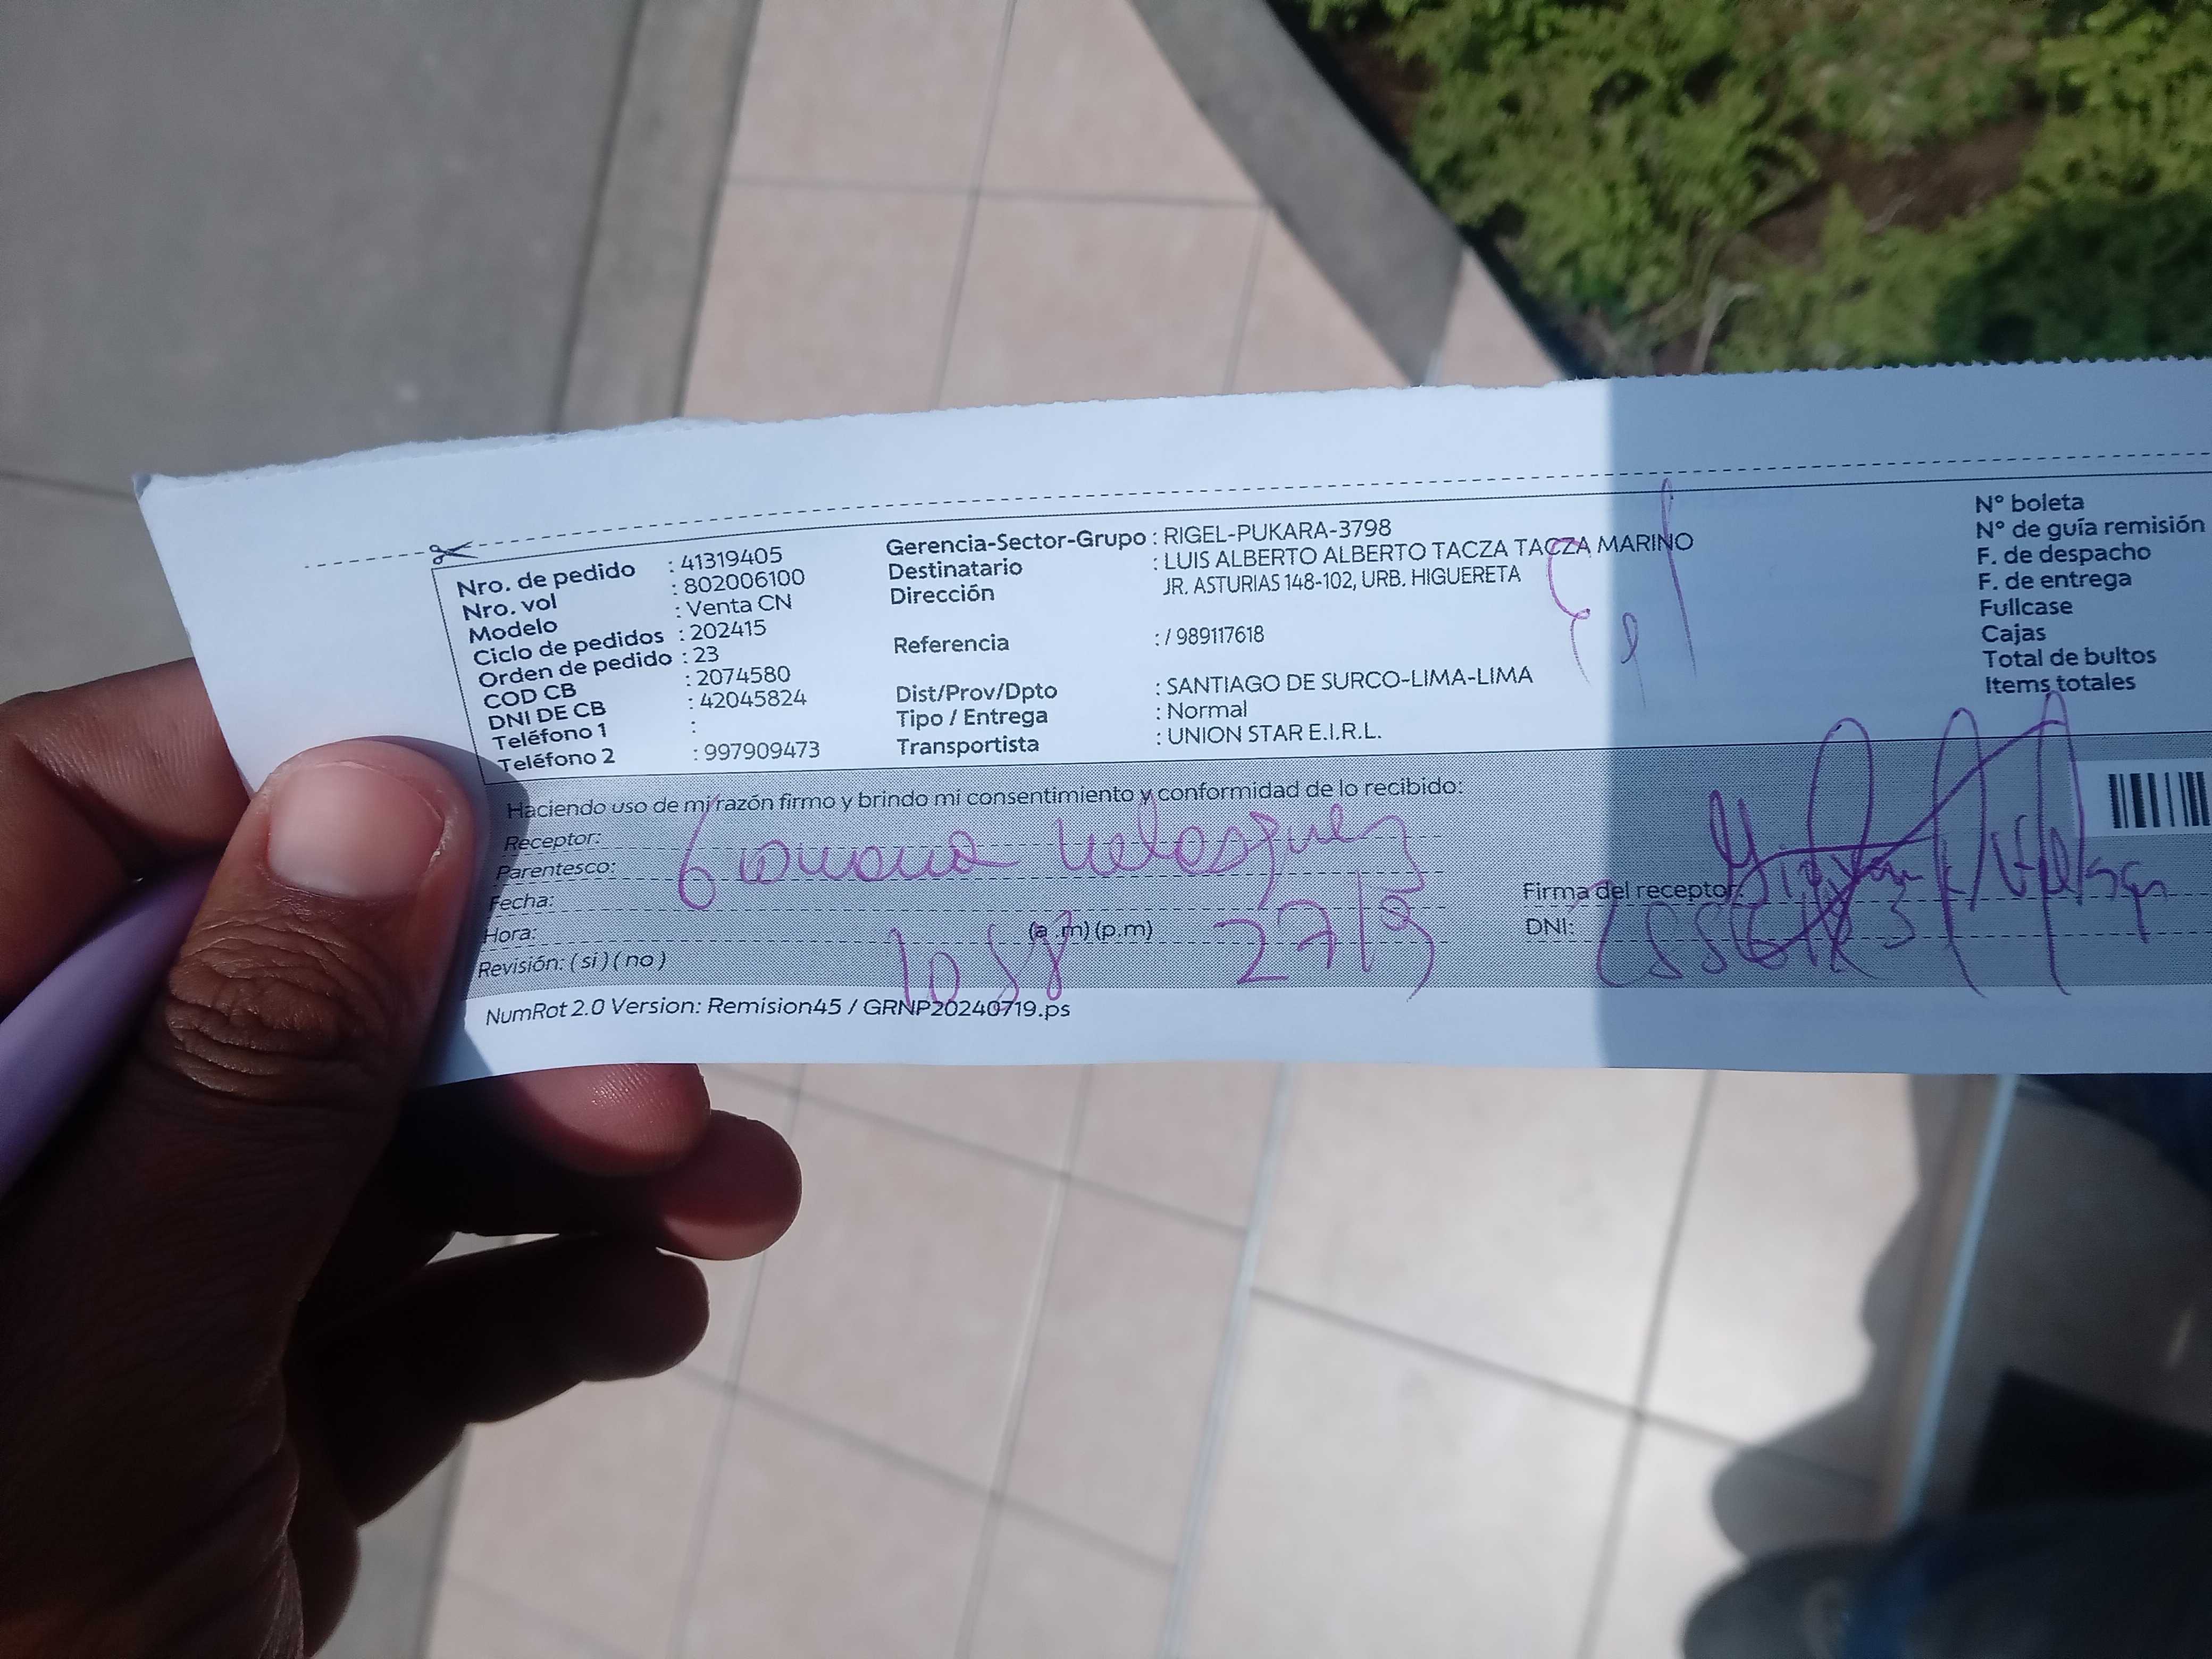 Nro. de pedido : 41319405
Nro. vol : 802006100
Modelo : Venta CN
Ciclo de pedidos : 202415
Orden de pedido : 23
COD CB : 2074580
DNI DE CB : 42045824
Teléfono 1 :
Teléfono 2 : 997909473
Gerencia-Sector-Grupo : RIGEL-PUKARA-3798
Destinatario : LUIS ALBERTO ALBERTO TACZA TACZA MARINO
Dirección JR. ASTURIAS 148-102, URB. HIGUERETA
Referencia : / 989117618
Dist/Prov/Dpto : SANTIAGO DE SURCO-LIMA-LIMA
Tipo / Entrega : Normal
Transportista : UNION STAR E.I.R.L.
N° boleta
N° de guía remisión
F. de despacho
F. de entrega
Fullcase
Cajas
Total de bultos
Items totales
Haciendo uso de mi razón firmo y brindo mi consentimiento y conformidad de lo recibido:
Receptor:
Parentesco: Velasquez
Fecha:
Hora: 10 58 (a .m) (p.m) 27/9
Revisión: ( si ) ( no )
Firma del receptor:
DNI:
NumRot 2.0 Version: Remision45 / GRNP20240719.ps